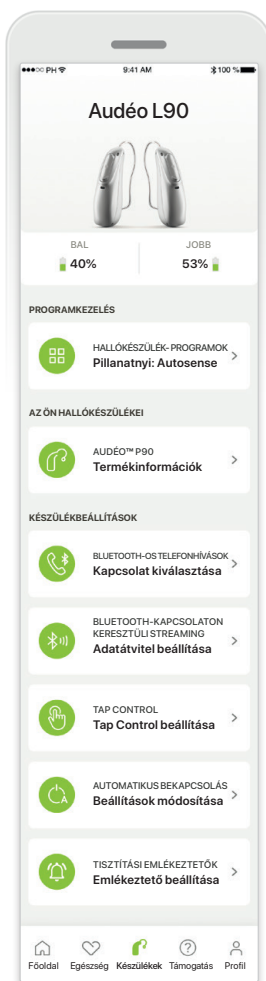 PH 9:41 AM 100 %
Audéo L90
BAL JOBB
40% 53%
PROGRAMKEZELÉS
HALLÓKÉSZÜLÉK- PROGRAMOK
Pillanatnyi: Autosense
AZ ÖN HALLÓKÉSZÜLÉKEI
AUDÉO™ P90
Termékinformációk
KÉSZÜLÉKBEÁLLÍTÁSOK
BLUETOOTH-OS TELEFONHÍVÁSOK
Kapcsolat kiválasztása
BLUETOOTH-KAPCSOLATON
KERESZTÜLI STREAMING
Adatátvitel beállítása
TAP CONTROL
Tap Control beállítása
AUTOMATIKUS BEKAPCSOLÁS
Beállítások módosítása
TISZTÍTÁSI EMLÉKEZTETŐK
Emlékeztető beállítása
Főoldal Egészség Készülékek Támogatás Profil